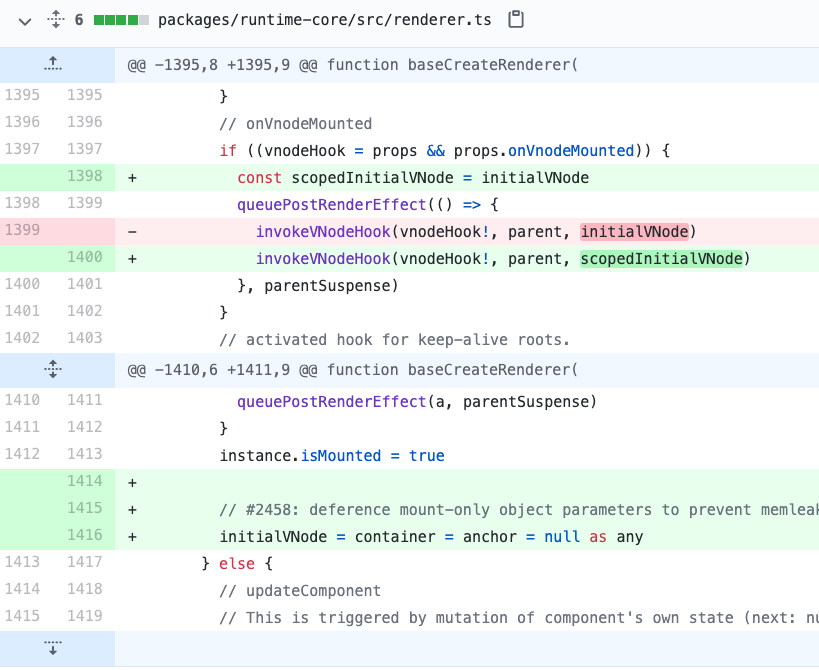 6 packages/runtime-core/src/renderer.ts
@@ -1395,8 +1395,9 @@ function baseCreateRenderer(
1395 1395 }
1396 1396 // onVnodeMounted
1397 1397 if ((vnodeHook = props && props.onVnodeMounted)) {
1398 + const scopedInitialVNode = initialVNode
1398 1399 queuePostRenderEffect(() => {
1399 - invokeVNodeHook(vnodeHook!, parent, initialVNode)
1400 + invokeVNodeHook(vnodeHook!, parent, scopedInitialVNode)
1400 1401 }, parentSuspense)
1401 1402 }
1402 1403 // activated hook for keep-alive roots.
@@ -1410,6 +1411,9 @@ function baseCreateRenderer(
1410 1411 queuePostRenderEffect(a, parentSuspense)
1411 1412 }
1412 1413 instance.isMounted = true
1414 +
1415 + // #2458: deference mount-only object parameters to prevent memleak
1416 + initialVNode = container = anchor = null as any
1413 1417 } else {
1414 1418 // updateComponent
1415 1419 // This is triggered by mutation of component's own state (next: